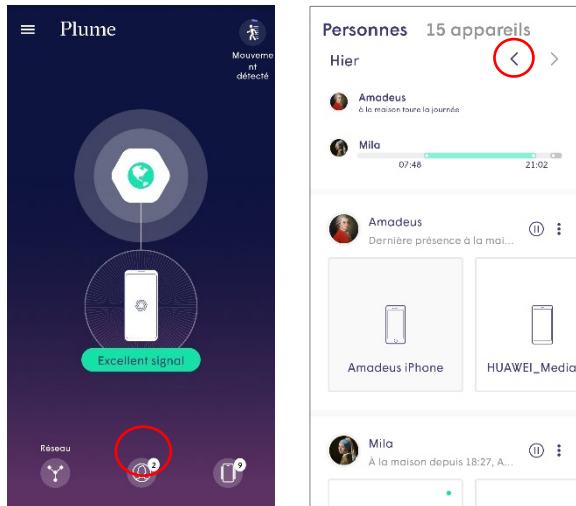 Plume
Mouveme
nt
détecté
Excellent signal
Réseau
2
9
Personnes 15 appareils
Hier
Amadeus
à la maison toute la journée
Mila
07:48 21:02
Amadeus
Dernière présence à la mai...
Amadeus iPhone HUAWEI_Media
Mila
À la maison depuis 18:27, A...